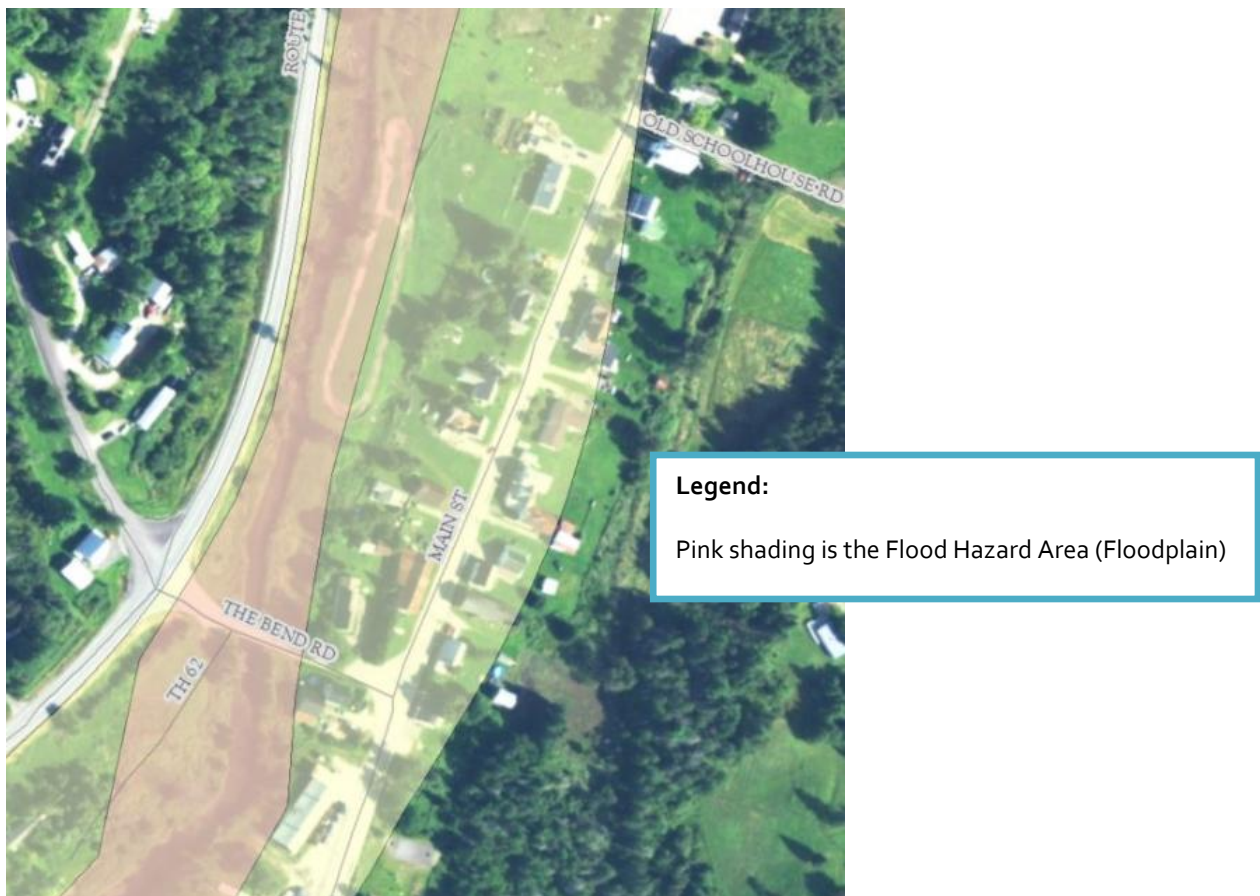 ROUTE
OLD SCHOOLHOUSE RD
MAIN ST
THE BEND RD
TH 62
Legend:
Pink shading is the Flood Hazard Area (Floodplain)